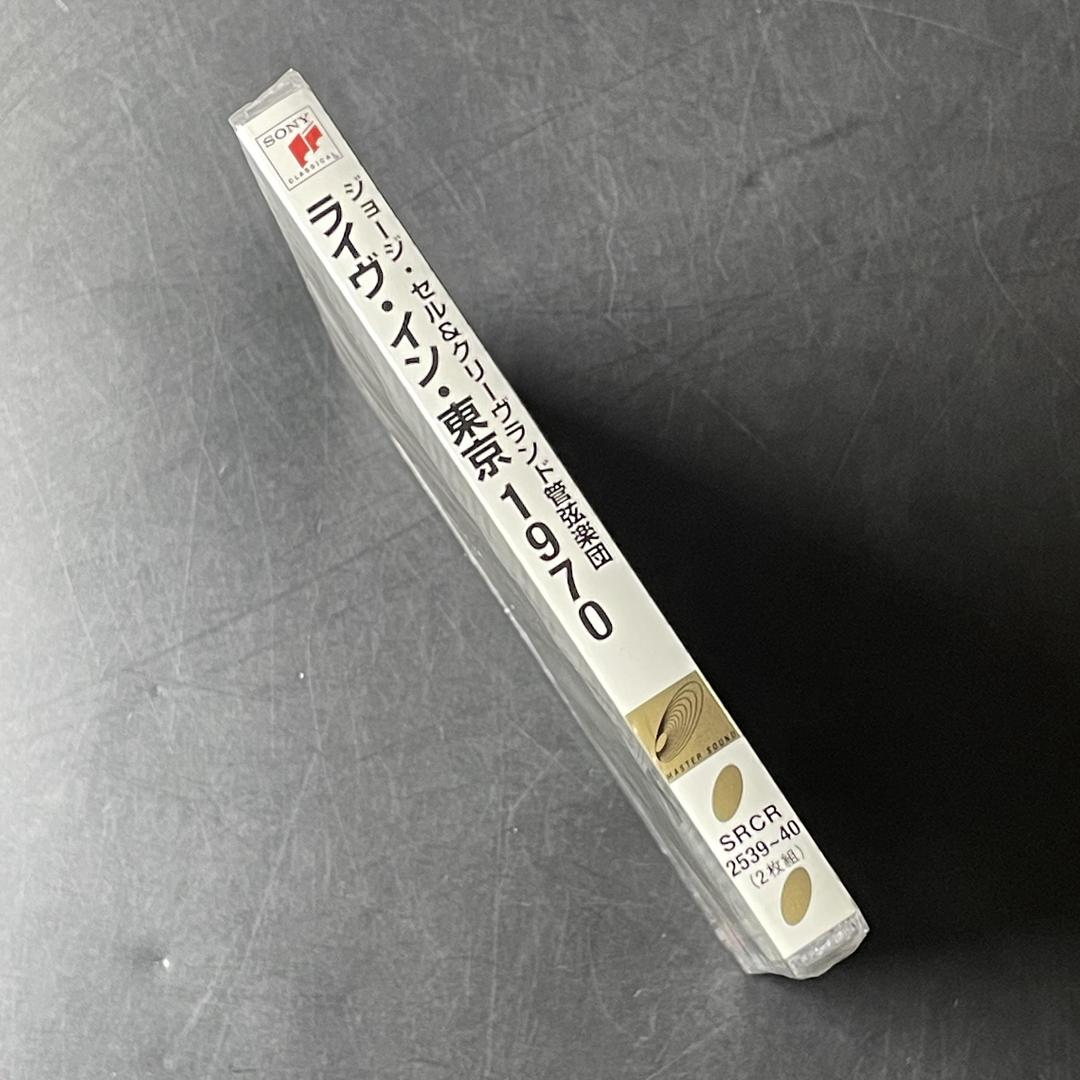 SONY
CLASSICAL
ジョージ・セル&クリーヴランド管弦楽団
ライヴ・イン・東京 1970
MASTER SOUND
SRCR
2539~40
(2枚組)